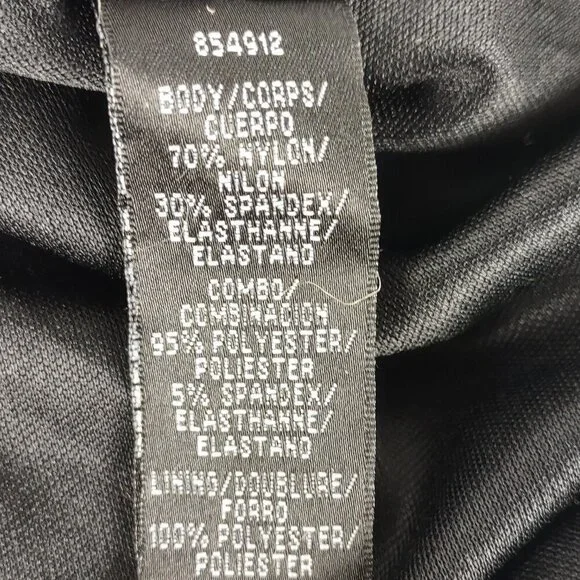 854912
BODY/CORPS/
CUERPO
70% NYLON/
NILON
30% SPANDEX/
ELASTHANNE/
ELASTANO
COMBO/
COMBINACION
95% POLYESTER/
POLIESTER
5% SPANDEX/
ELASTHANNE/
ELASTANO
LINING/DOUBLURE/
FORRO
100% POLYESTER/
POLIESTER